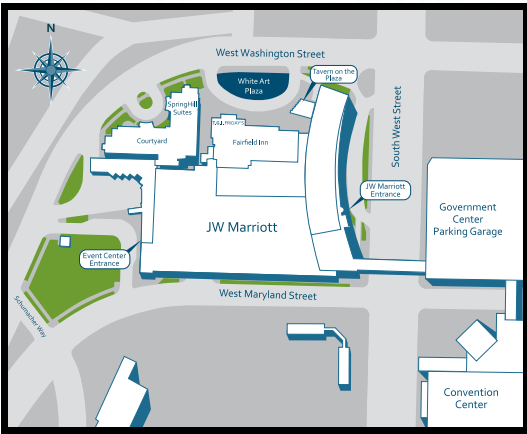 N
West Washington Street
Tavern on the
Plaza
White Art
Plaza
SpringHill
Suites
T.G.I. FRIDAY'S
Courtyard
Fairfield Inn
South West Street
JW Marriott
Entrance
Government
Center
Parking Garage
JW Marriott
Event Center
Entrance
West Maryland Street
Schumacher Way
Convention
Center